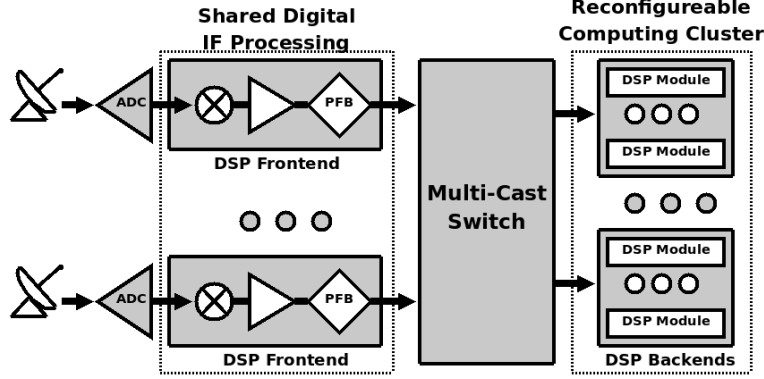 Shared Digital
IF Processing
Reconfigureable
Computing Cluster
ADC
PFB
DSP Frontend
Multi-Cast
Switch
DSP Module
DSP Module
ADC
PFB
DSP Frontend
DSP Module
DSP Module
DSP Backends